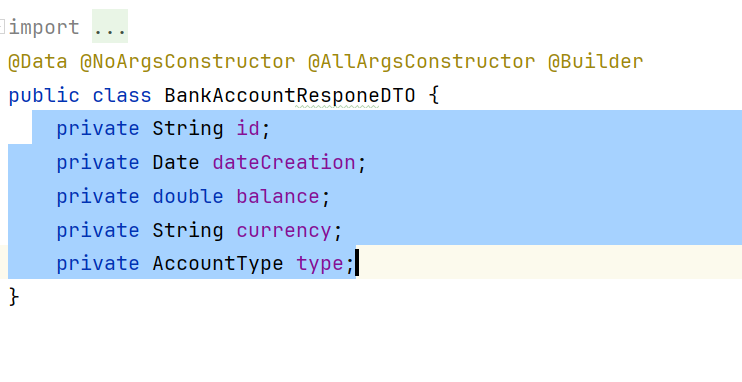 import ...
@Data @NoArgsConstructor @AllArgsConstructor @Builder
public class BankAccountResponeDTO {
    private String id;
    private Date dateCreation;
    private double balance;
    private String currency;
    private AccountType type;
}